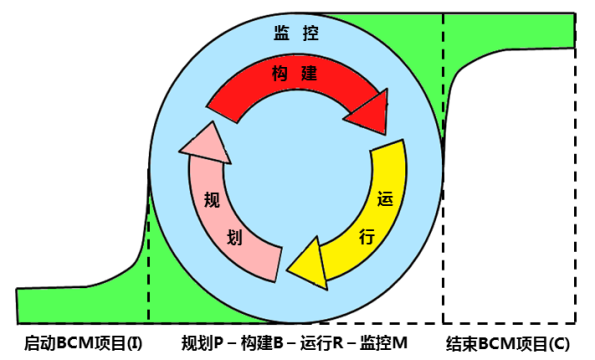 监 控
构 建
运
行
规
划
启动BCM项目(I)
规划P – 构建B – 运行R – 监控M
结束BCM项目(C)